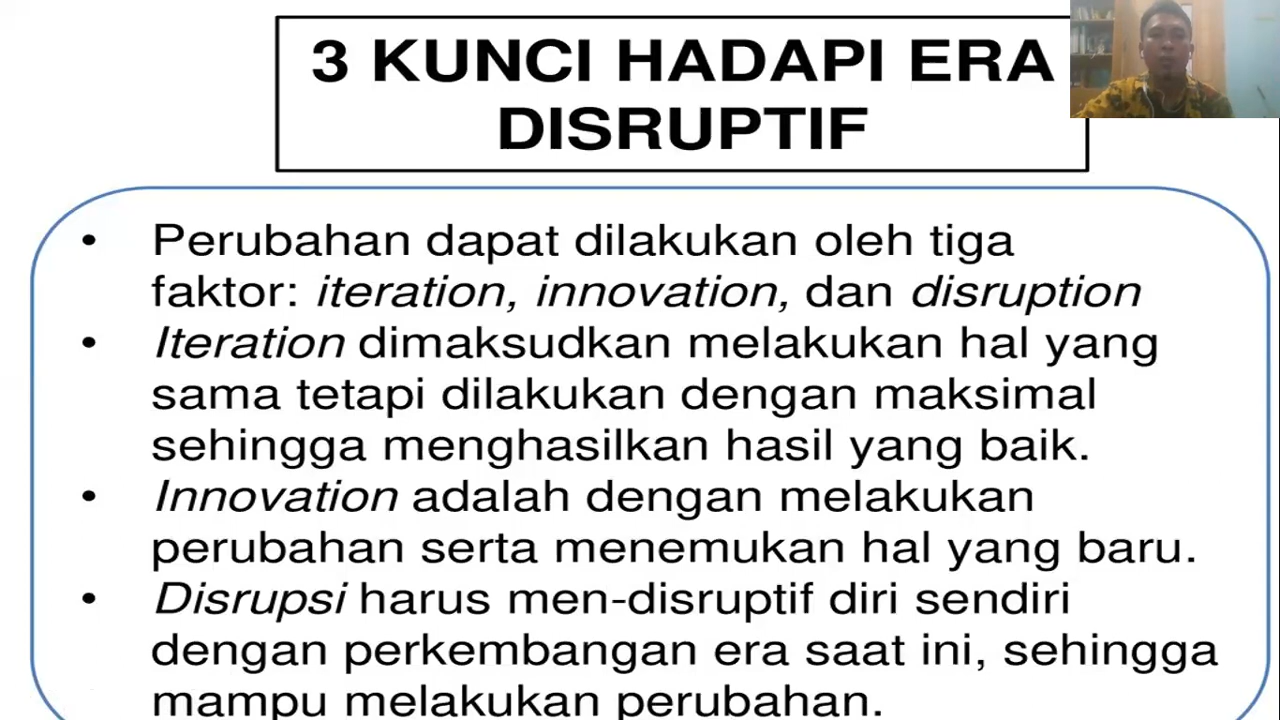 3 KUNCI HADAPI ERA
DISRUPTIF
• Perubahan dapat dilakukan oleh tiga
faktor: iteration, innovation, dan disruption
• Iteration dimaksudkan melakukan hal yang
sama tetapi dilakukan dengan maksimal
sehingga menghasilkan hasil yang baik.
• Innovation adalah dengan melakukan
perubahan serta menemukan hal yang baru.
• Disrupsi harus men-disruptif diri sendiri
dengan perkembangan era saat ini, sehingga
mampu melakukan perubahan.